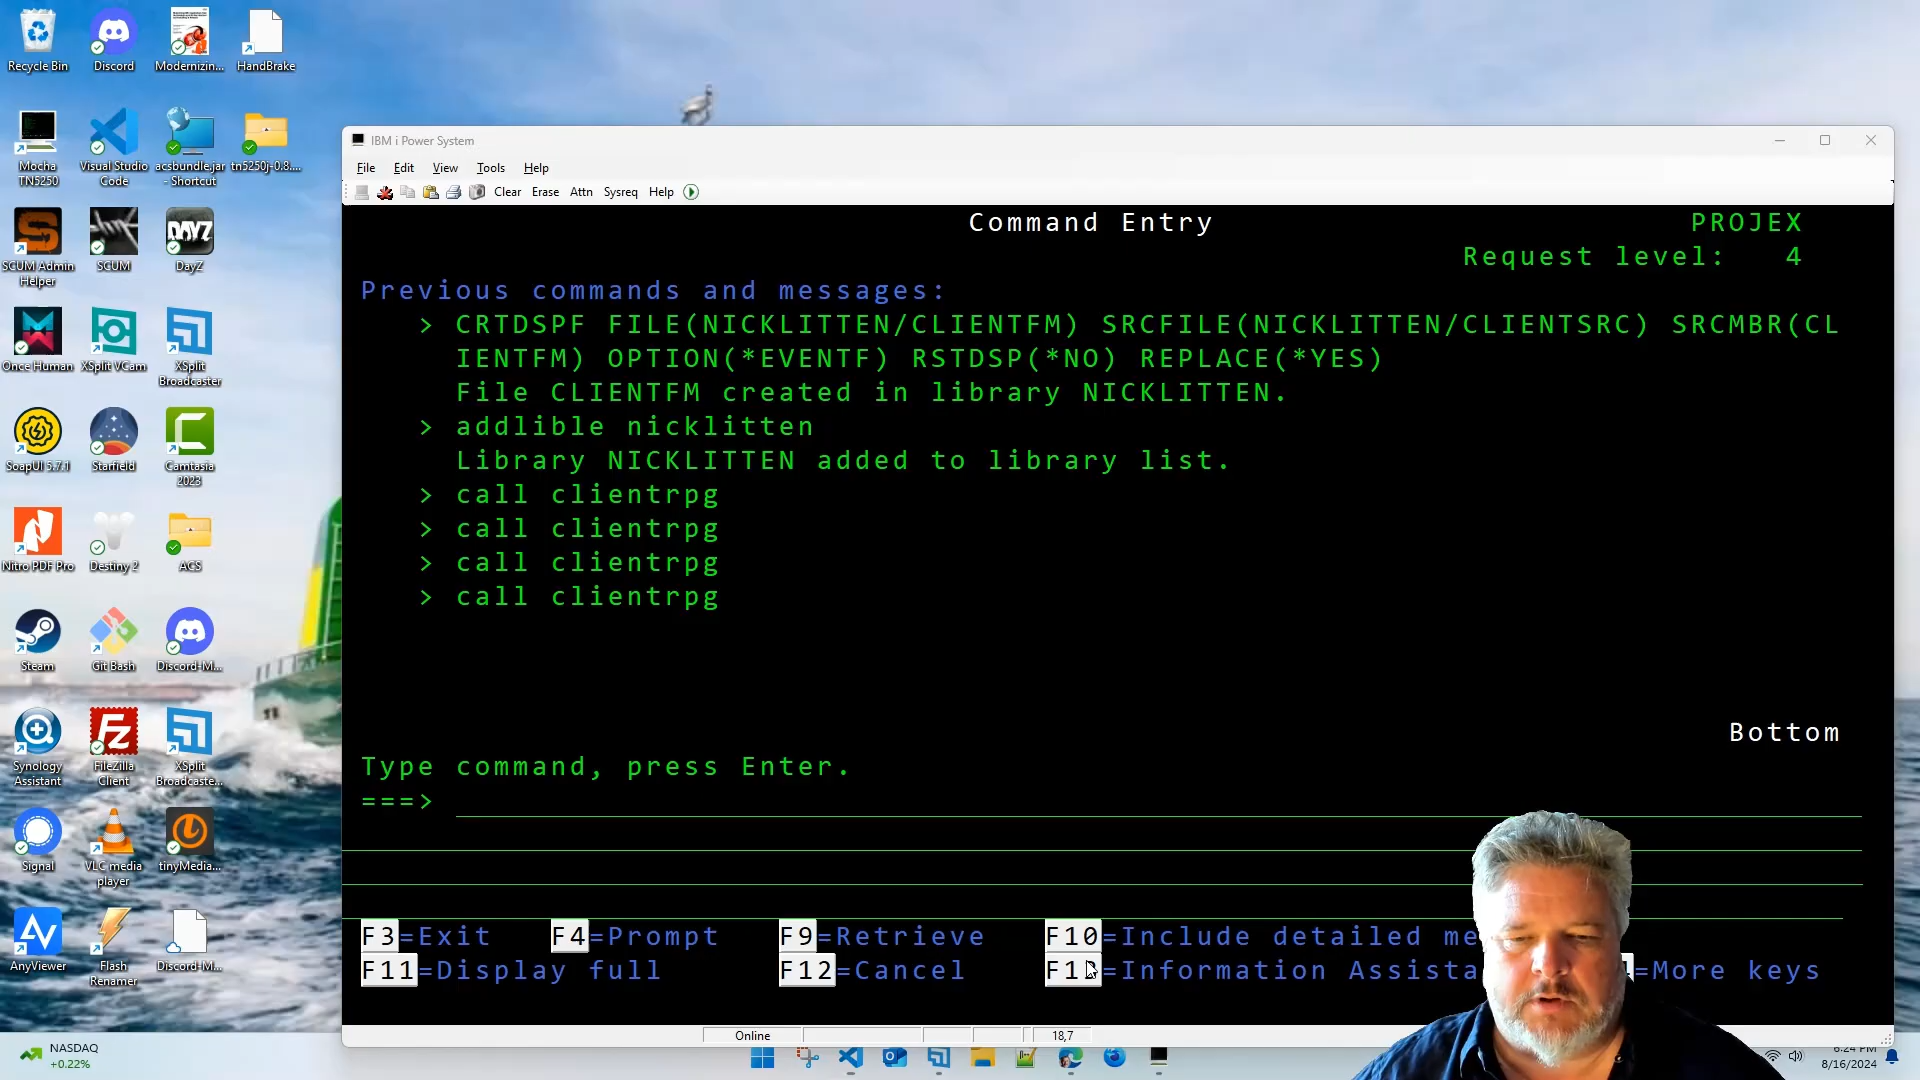 Recycle Bin
Discord
Modernizin...
HandBrake
Mocha TN5250
Visual Studio Code
acsbundle.jar - Shortcut
tn5250j-0.8....
SCUM Admin Helper
SCUM
DAYZ
DayZ
Once Human
XSplit VCam
XSplit Broadcaster
SoapUI 5.7.1
Starfield
Camtasia 2023
Nitro PDF Pro
Destiny 2
ACS
Steam
Git Bash
Discord-M...
Synology Assistant
FileZilla Client
XSplit Broadcaste...
Signal
VLC media player
tinyMedia...
AnyViewer
Flash Renamer
Discord-M...
IBM i Power System
File Edit View Tools Help
Clear Erase Attn Sysreq Help
Command Entry PROJEX
Request level: 4
Previous commands and messages:
> CRTDSPF FILE(NICKLITTEN/CLIENTFM) SRCFILE(NICKLITTEN/CLIENTSRC) SRCMBR(CL
IENTFM) OPTION(*EVENTF) RSTDSP(*NO) REPLACE(*YES)
File CLIENTFM created in library NICKLITTEN.
> addlible nicklitten
Library NICKLITTEN added to library list.
> call clientrpg
> call clientrpg
> call clientrpg
> call clientrpg
Bottom
Type command, press Enter.
===>
F3=Exit F4=Prompt F9=Retrieve F10=Include detailed me
F11=Display full F12=Cancel =Information Assista =More keys
Online 18,7
NASDAQ
+0.22%
6:24 PM
8/16/2024